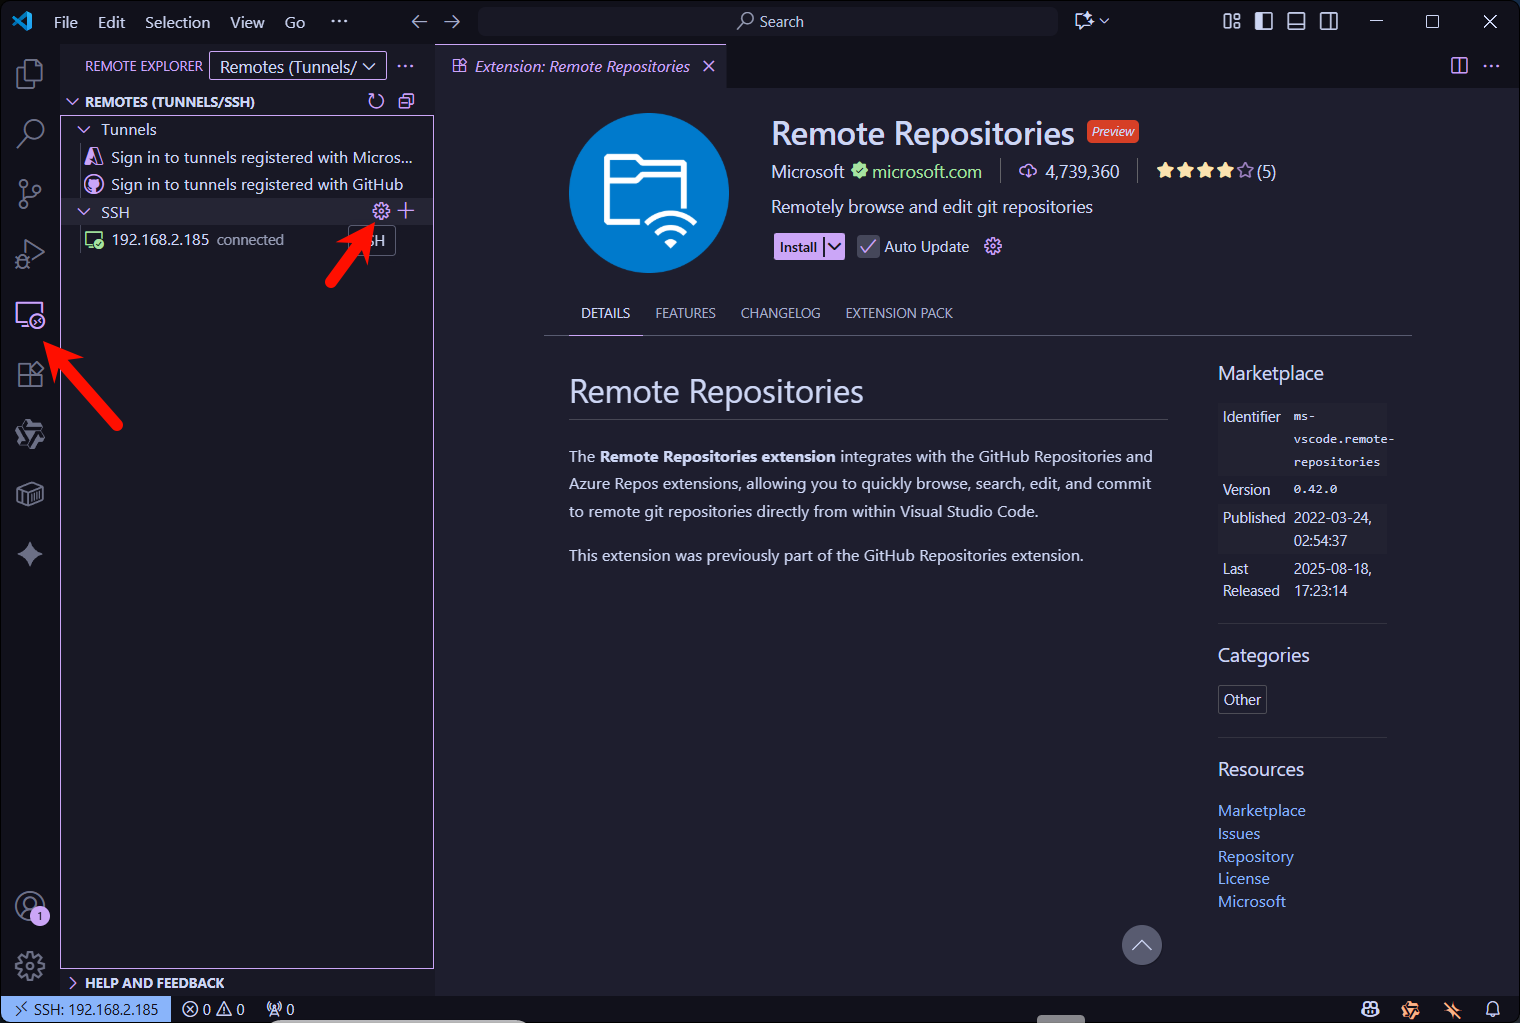 File Edit Selection View Go ···
Search
REMOTE EXPLORER
Remotes (Tunnels/
Extension: Remote Repositories
REMOTES (TUNNELS/SSH)
Tunnels
Sign in to tunnels registered with Micros...
Sign in to tunnels registered with GitHub
SSH
192.168.2.185 connected
HELP AND FEEDBACK
Remote Repositories Preview
Microsoft microsoft.com 4,739,360 (5)
Remotely browse and edit git repositories
Install Auto Update
DETAILS FEATURES CHANGELOG EXTENSION PACK
Remote Repositories
The Remote Repositories extension integrates with the GitHub Repositories and
Azure Repos extensions, allowing you to quickly browse, search, edit, and commit
to remote git repositories directly from within Visual Studio Code.
This extension was previously part of the GitHub Repositories extension.
Marketplace
Identifier ms-
vscode.remote-
repositories
Version 0.42.0
Published 2022-03-24,
02:54:37
Last 2025-08-18,
Released 17:23:14
Categories
Other
Resources
Marketplace
Issues
Repository
License
Microsoft
1
SSH: 192.168.2.185 0 0 0